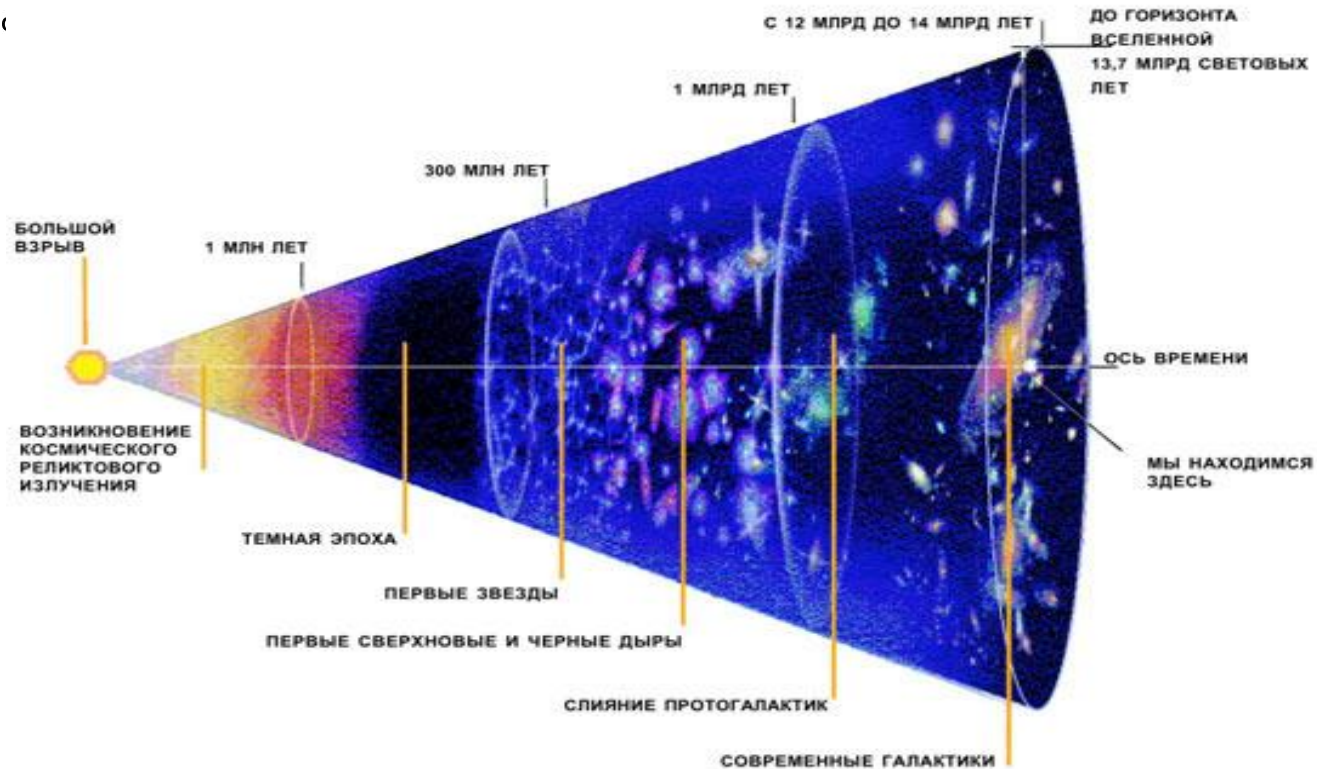 С 12 МЛРД ДО 14 МЛРД ЛЕТ
ДО ГОРИЗОНТА
ВСЕЛЕННОЙ
13,7 МЛРД СВЕТОВЫХ
ЛЕТ
1 МЛРД ЛЕТ
300 МЛН ЛЕТ
БОЛЬШОЙ
ВЗРЫВ
1 МЛН ЛЕТ
ОСЬ ВРЕМЕНИ
ВОЗНИКНОВЕНИЕ
КОСМИЧЕСКОГО
РЕЛИКТОВОГО
ИЗЛУЧЕНИЯ
МЫ НАХОДИМСЯ
ЗДЕСЬ
ТЕМНАЯ ЭПОХА
ПЕРВЫЕ ЗВЕЗДЫ
ПЕРВЫЕ СВЕРХНОВЫЕ И ЧЕРНЫЕ ДЫРЫ
СЛИЯНИЕ ПРОТОГАЛАКТИК
СОВРЕМЕННЫЕ ГАЛАКТИКИ